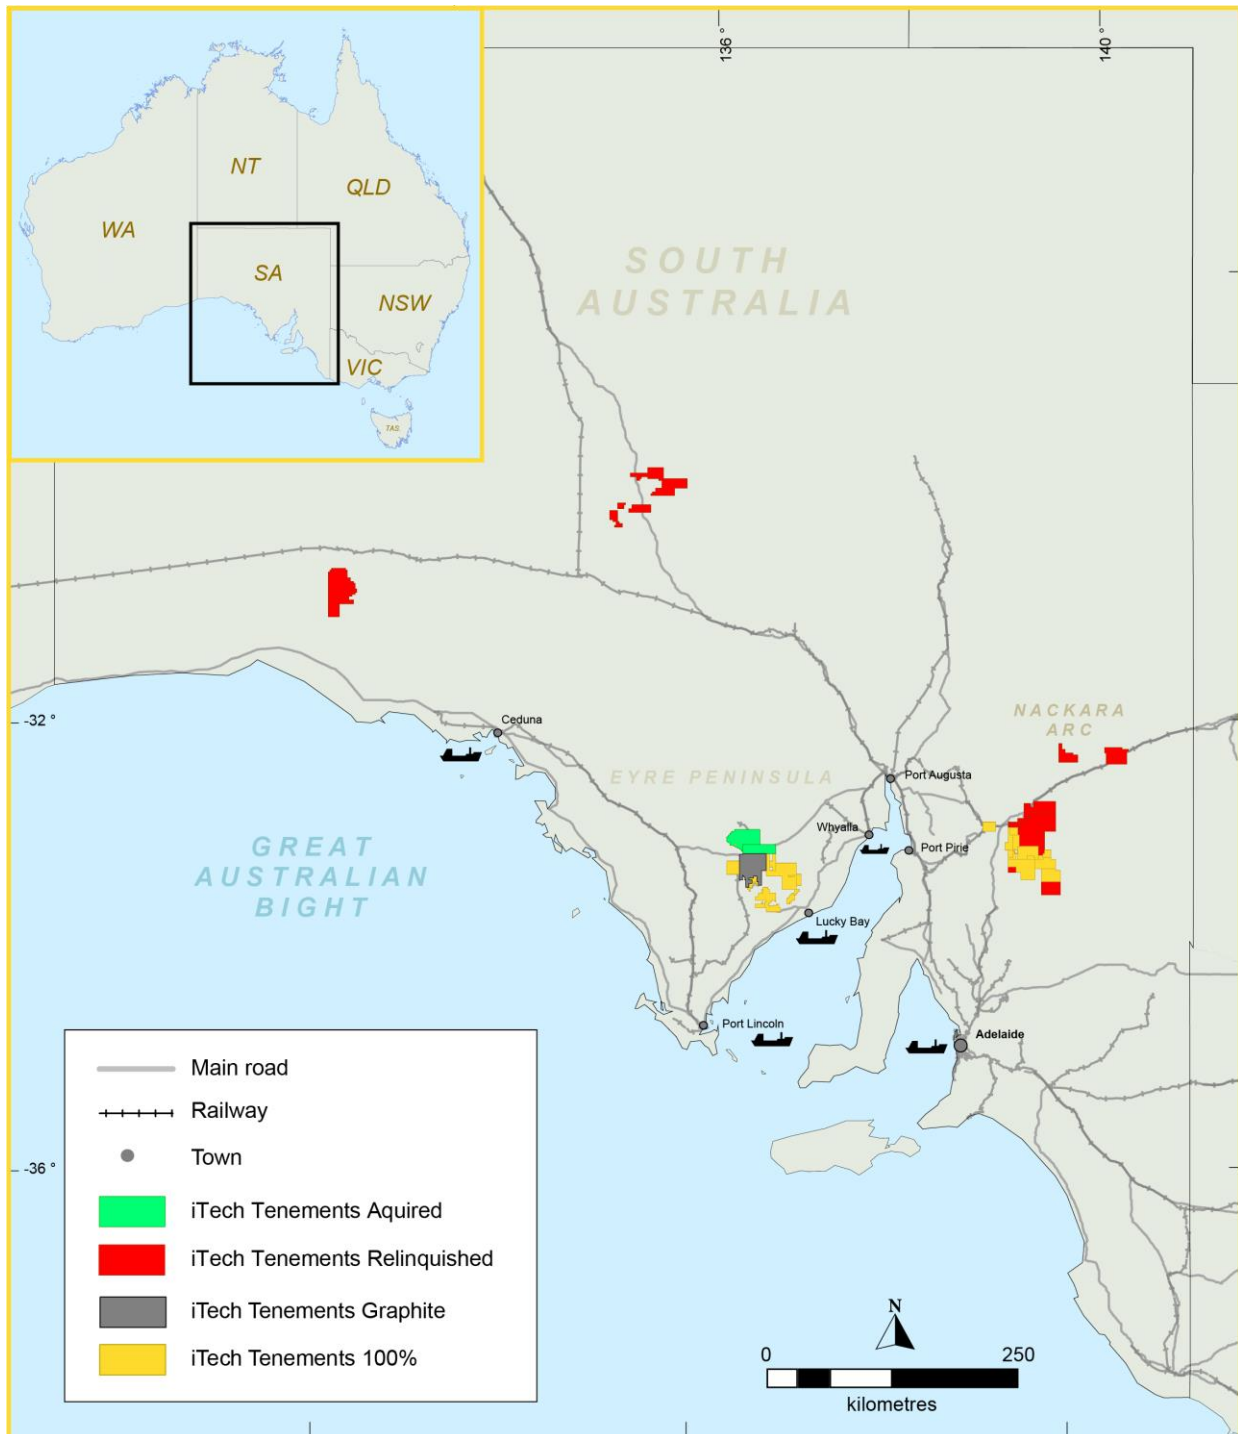 136 °
140 °
NT
QLD
WA
SA
NSW
VIC
TAS
SOUTH
AUSTRALIA
-32 °
Ceduna
NACKARA
ARC
EYRE PENINSULA
Port Augusta
Whyalla
Port Pirie
GREAT
AUSTRALIAN
BIGHT
Lucky Bay
Port Lincoln
Adelaide
-36 °
Main road
Railway
Town
iTech Tenements Aquired
iTech Tenements Relinquished
iTech Tenements Graphite
iTech Tenements 100%
N
0 250
kilometres